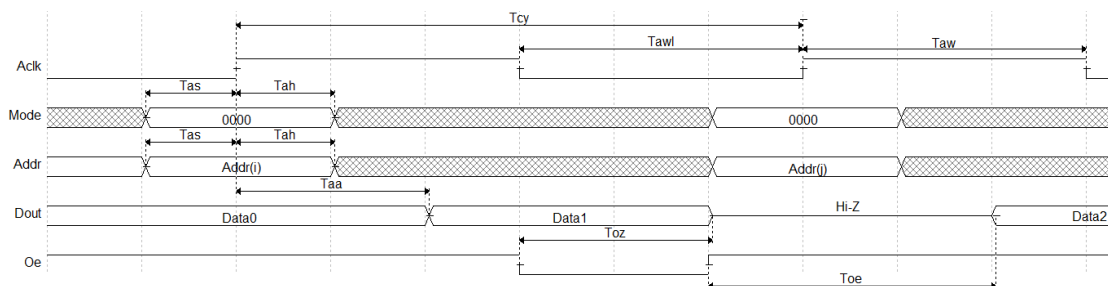 Tcy
Tawl Taw
Aclk
Tas Tah
Mode 0000 0000
Tas Tah
Addr Addr(i) Addr(j)
Taa
Dout Data0 Data1 Hi-Z Data2
Toz
Oe
Toe